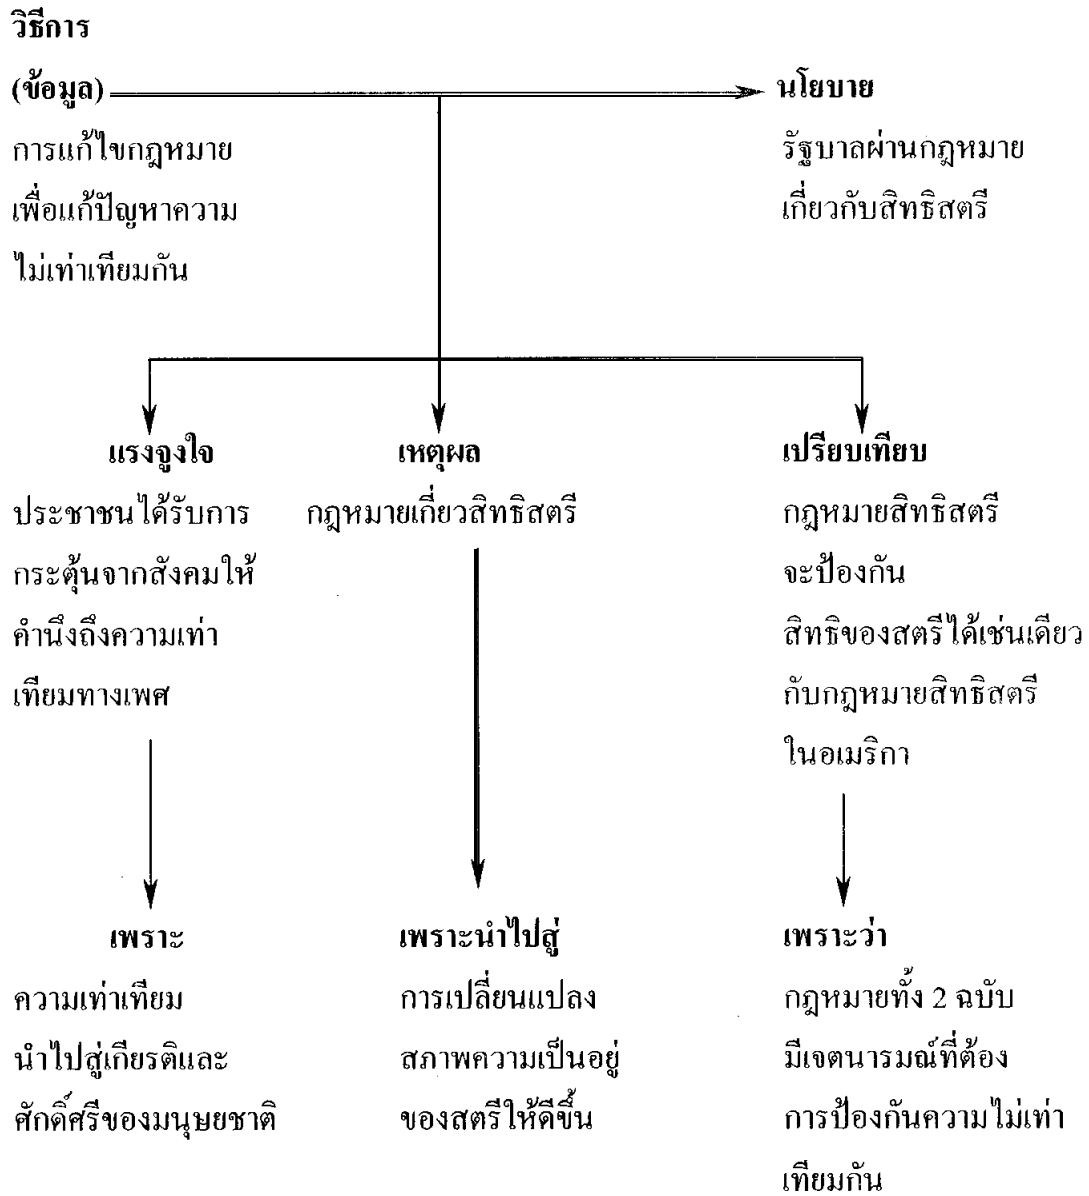 วิธีการ
(ข้อมูล)
การแก้ไขกฎหมาย
เพื่อแก้ปัญหาความ
ไม่เท่าเทียมกัน
นโยบาย
รัฐบาลผ่านกฎหมาย
เกี่ยวกับสิทธิสตรี
แรงจูงใจ
ประชาชนได้รับการ
กระตุ้นจากสังคมให้
คำนึงถึงความเท่า
เทียมทางเพศ
เหตุผล
กฎหมายเกี่ยวสิทธิสตรี
เปรียบเทียบ
กฎหมายสิทธิสตรี
จะป้องกัน
สิทธิของสตรีได้เช่นเดียว
กับกฎหมายสิทธิสตรี
ในอเมริกา
เพราะ
ความเท่าเทียม
นำไปสู่เกียรติและ
ศักดิ์ศรีของมนุษยชาติ
เพราะนำไปสู่
การเปลี่ยนแปลง
สภาพความเป็นอยู่
ของสตรีให้ดีขึ้น
เพราะว่า
กฎหมายทั้ง 2 ฉบับ
มีเจตนารมณ์ที่ต้อง
การป้องกันความไม่เท่า
เทียมกัน